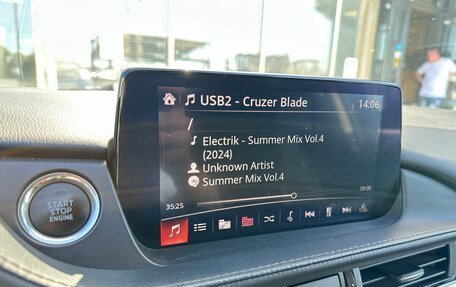 USB2 - Cruzer Blade 14:06
/
Electrik - Summer Mix Vol.4
(2024)
Unknown Artist
Summer Mix Vol.4
35:25 59:58
START
STOP
ENGINE